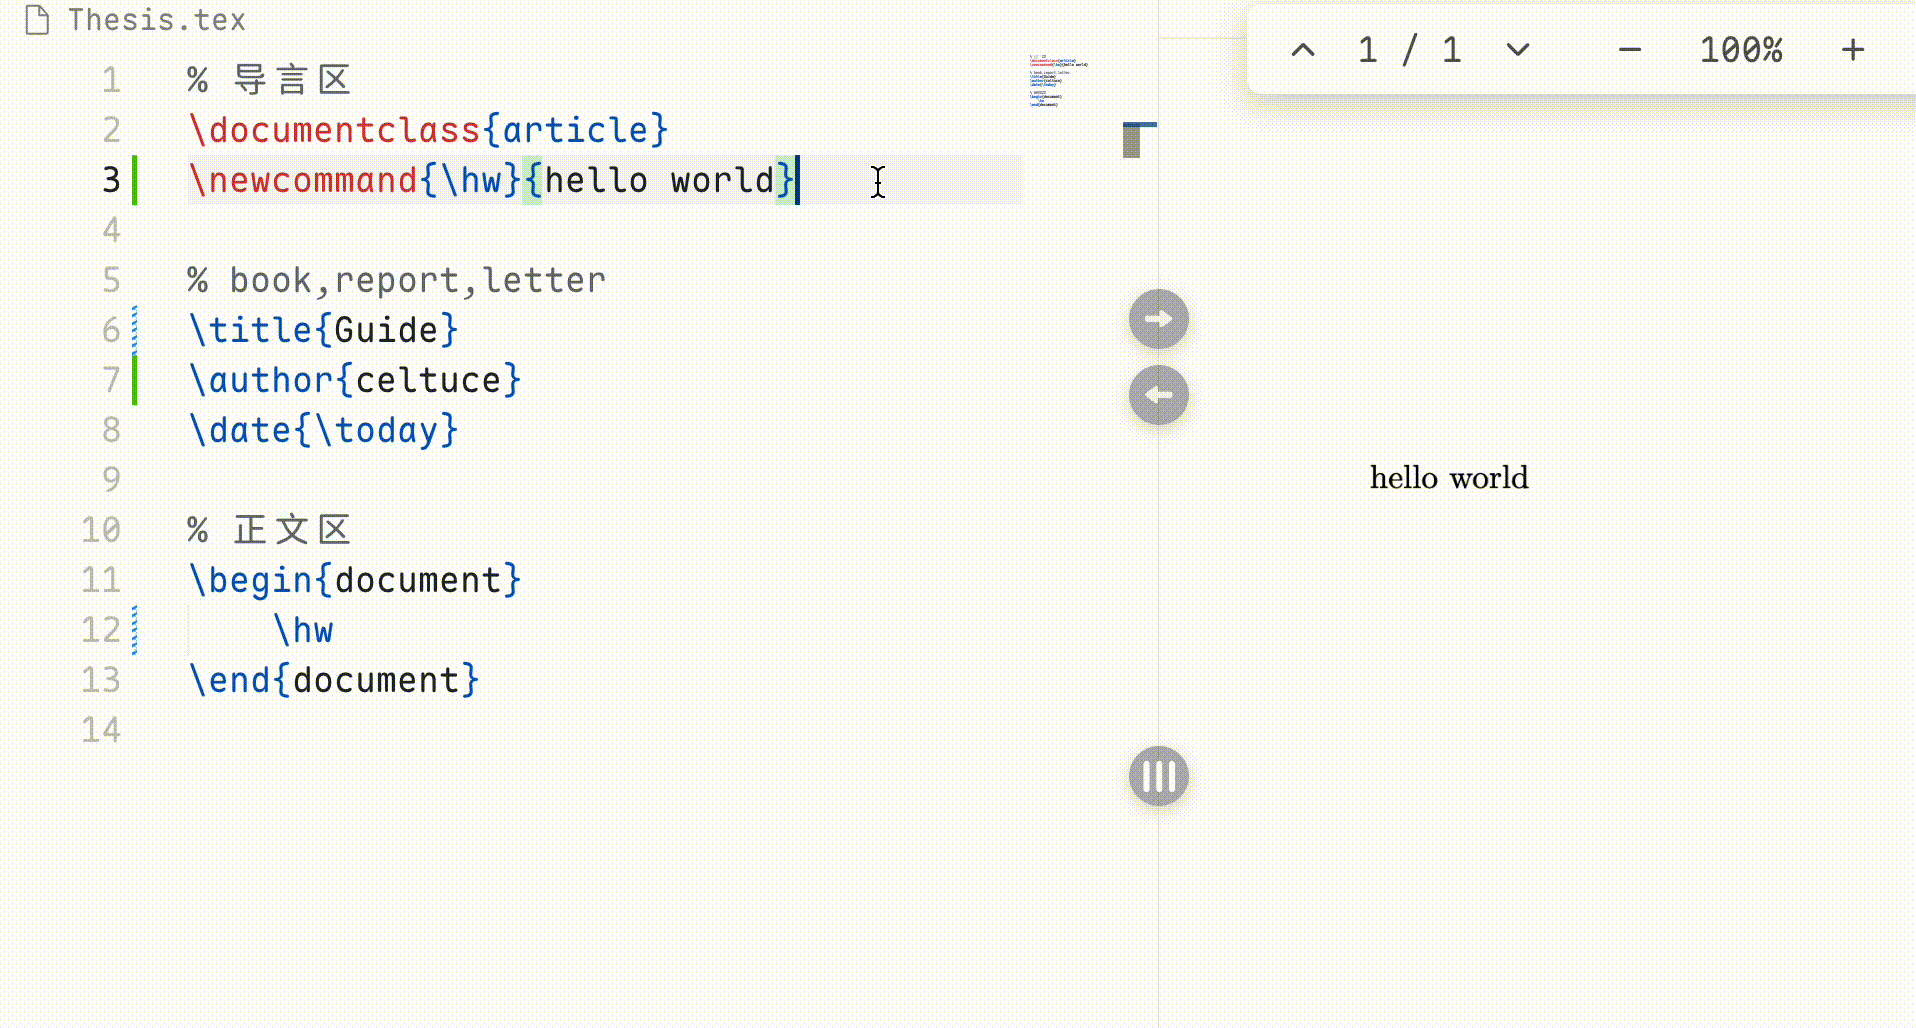 Thesis.tex
1 % 导言区
2 \documentclass{article}
3 \newcommand{\hw}{hello world}
4
5 % book,report,letter
6 \title{Guide}
7 \author{celtuce}
8 \date{\today}
9
10 % 正文区
11 \begin{document}
12 \hw
13 \end{document}
14
1 / 1
100%
hello world